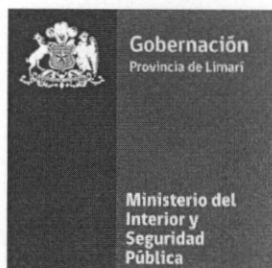 Gobernación
Provincia de Limarí
Ministerio del
Interior y
Seguridad
Pública